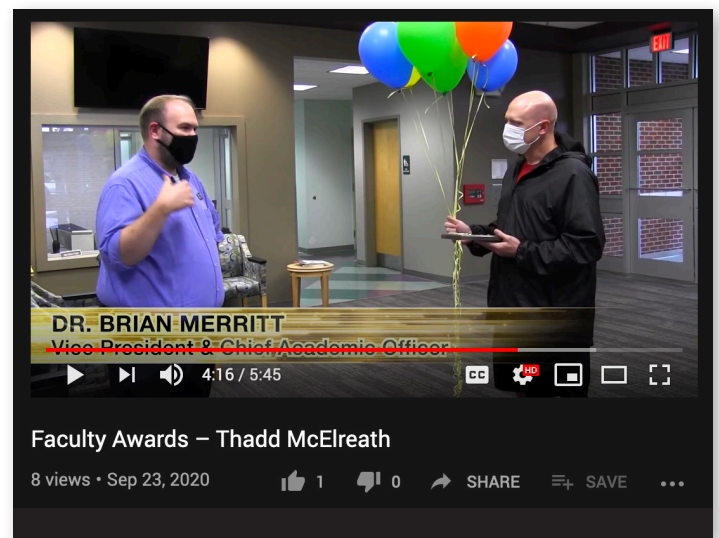 EXIT
DR. BRIAN MERRITT
Vice President & Chief Academic Officer
4:16 / 5:45
CC
HD
Faculty Awards – Thadd McElreath
8 views • Sep 23, 2020
1
0
SHARE
SAVE